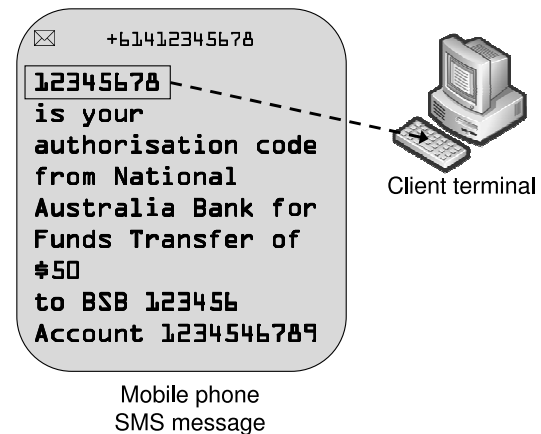 +61412345678
12345678
is your
authorisation code
from National
Australia Bank for
Funds Transfer of
$50
to BSB 123456
Account 1234546789
Client terminal
Mobile phone
SMS message